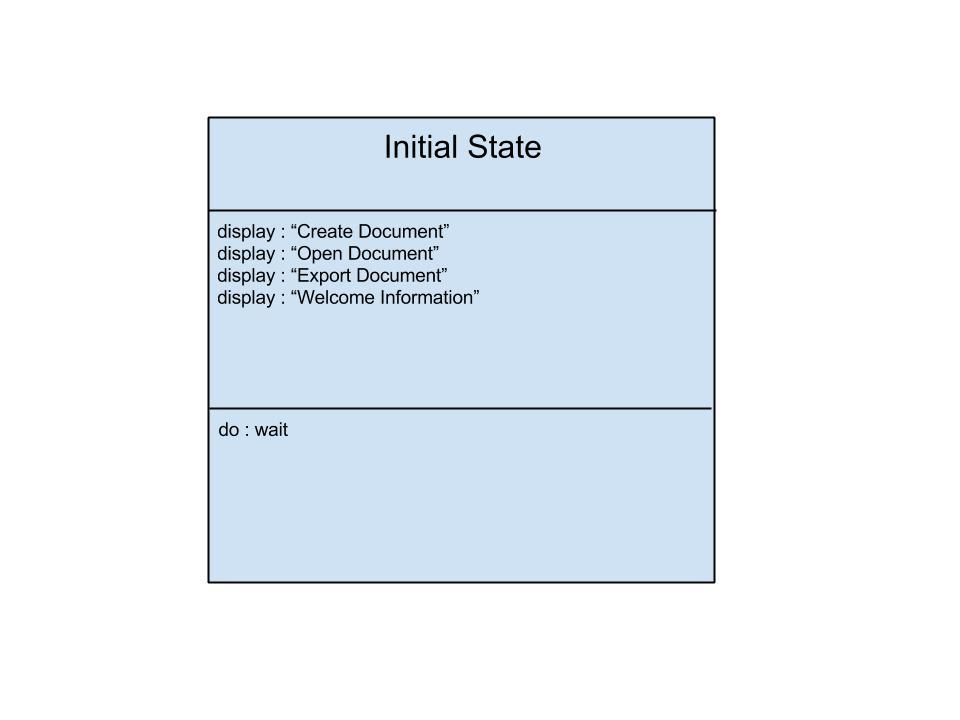 Initial State
display : “Create Document”
display : “Open Document”
display : “Export Document”
display : “Welcome Information”
do : wait